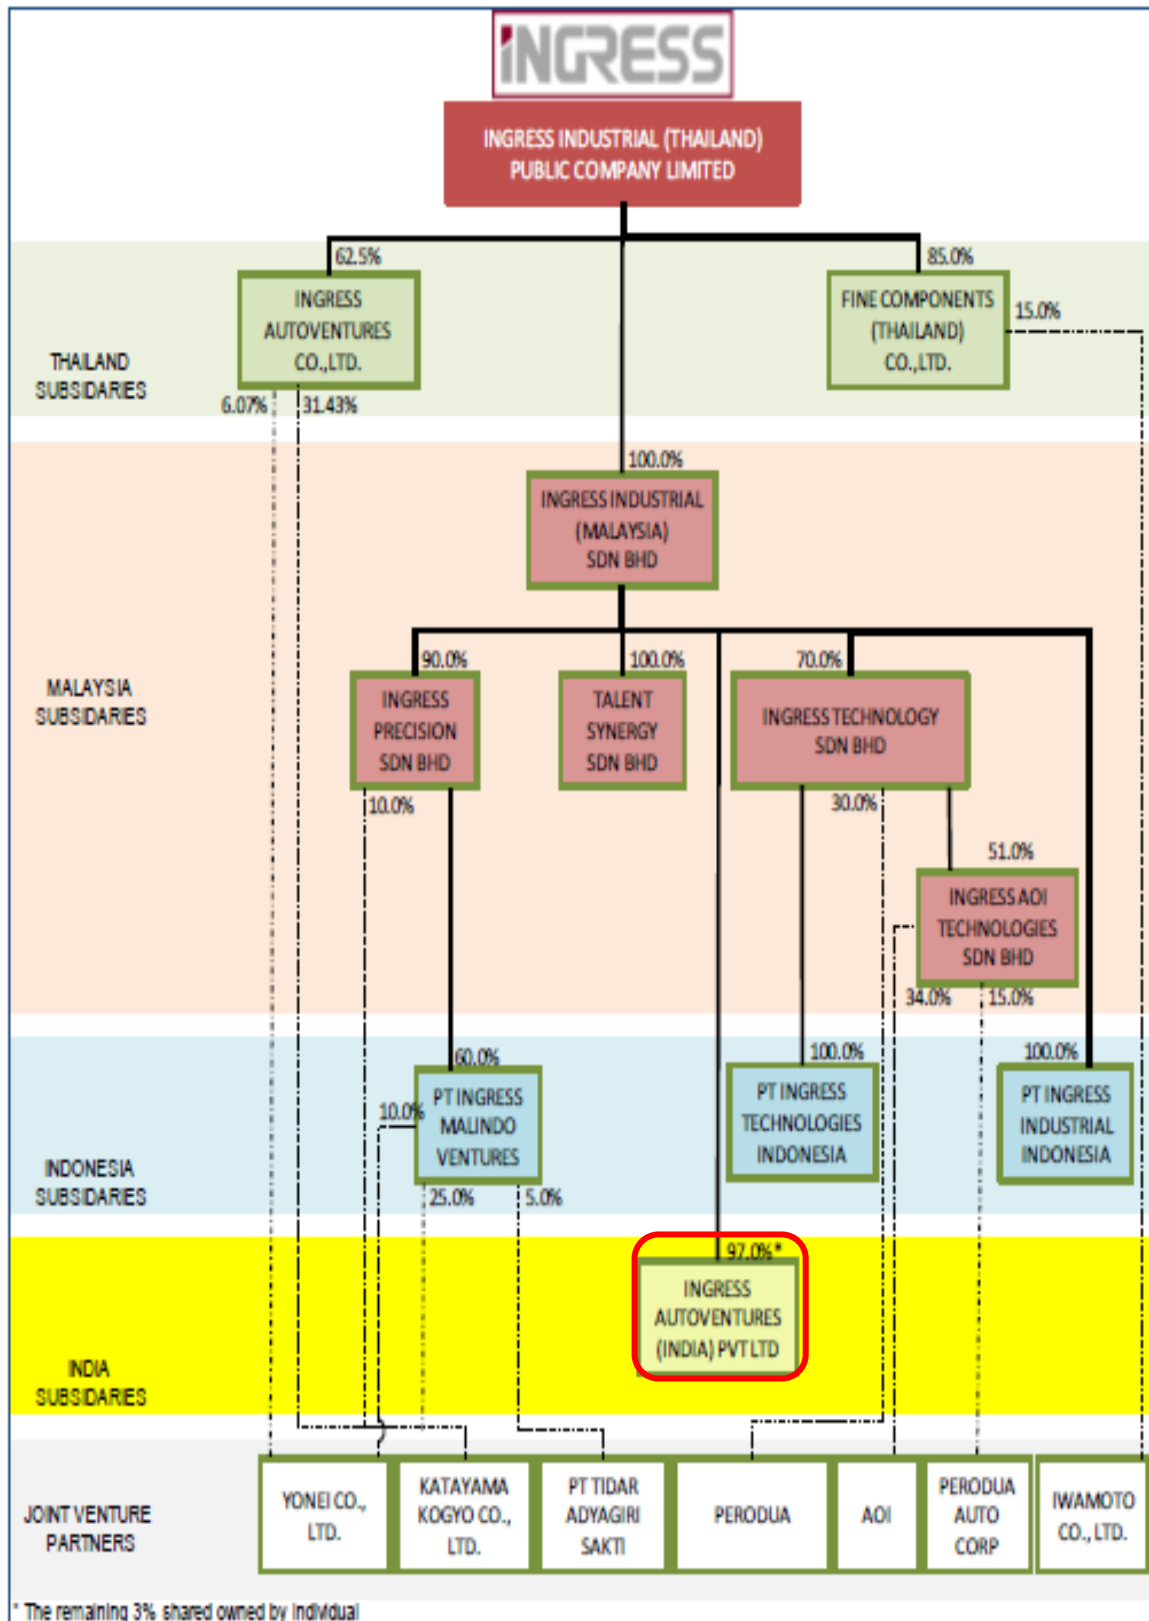 INGRESS
INGRESS INDUSTRIAL (THAILAND)
PUBLIC COMPANY LIMITED
62.5%
85.0%
INGRESS
AUTOVENTURES
CO.,LTD.
FINE COMPONENTS
(THAILAND)
CO.,LTD.
15.0%
THAILAND
SUBSIDARIES
6.07%
31.43%
100.0%
INGRESS INDUSTRIAL
(MALAYSIA)
SDN BHD
90.0%
100.0%
70.0%
MALAYSIA
SUBSIDARIES
INGRESS
PRECISION
SDN BHD
TALENT
SYNERGY
SDN BHD
INGRESS TECHNOLOGY
SDN BHD
10.0%
30.0%
51.0%
INGRESS AOI
TECHNOLOGIES
SDN BHD
34.0%
15.0%
60.0%
100.0%
100.0%
10.0%
PT INGRESS
MALINDO
VENTURES
PT INGRESS
TECHNOLOGIES
INDONESIA
PT INGRESS
INDUSTRIAL
INDONESIA
INDONESIA
SUBSIDARIES
25.0%
5.0%
97.0%*
INGRESS
AUTOVENTURES
(INDIA) PVT LTD
INDIA
SUBSIDARIES
JOINT VENTURE
PARTNERS
YONEI CO.,
LTD.
KATAYAMA
KOGYO CO.,
LTD.
PT TIDAR
ADYAGIRI
SAKTI
PERODUA
AOI
PERODUA
AUTO
CORP
IWAMOTO
CO., LTD.
* The remaining 3% shared owned by individual